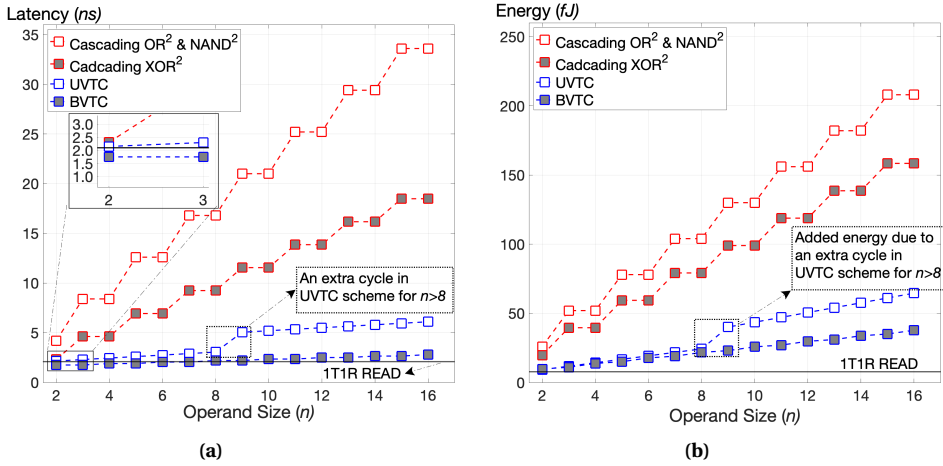 Latency (ns)
35
30
25
20
15
10
5
0
Cascading OR² & NAND²
Cadcading XOR²
UVTC
BVTC
3.0
2.5
2.0
1.5
1.0
2 3
An extra cycle in
UVTC scheme for n>8
1T1R READ
2 4 6 8 10 12 14 16
Operand Size (n)
(a)
Energy (fJ)
250
200
150
100
50
0
Cascading OR² & NAND²
Cadcading XOR²
UVTC
BVTC
Added energy due to
an extra cycle in
UVTC scheme for n>8
1T1R READ
2 4 6 8 10 12 14 16
Operand Size (n)
(b)